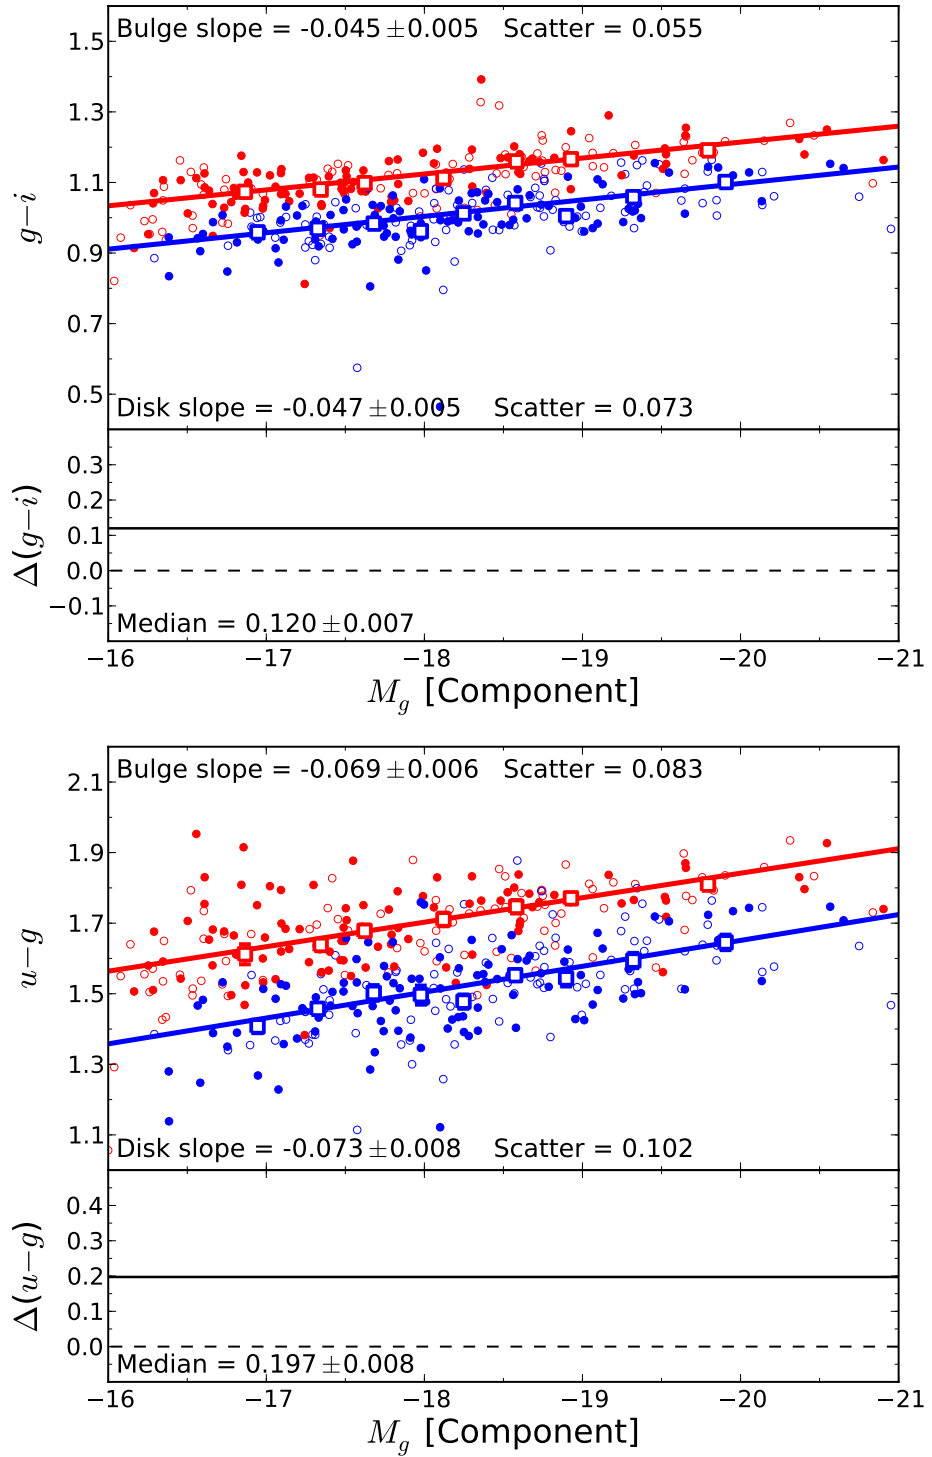 Bulge slope = -0.045±0.005 Scatter = 0.055
1.5
1.3
1.1
0.9
0.7
0.5
g−i
Disk slope = -0.047±0.005 Scatter = 0.073
0.3
0.2
0.1
0.0
−0.1
Δ(g−i)
Median = 0.120±0.007
−16 −17 −18 −19 −20 −21
M_g [Component]
Bulge slope = -0.069±0.006 Scatter = 0.083
2.1
1.9
1.7
1.5
1.3
1.1
u−g
Disk slope = -0.073±0.008 Scatter = 0.102
0.4
0.3
0.2
0.1
0.0
Δ(u−g)
Median = 0.197±0.008
−16 −17 −18 −19 −20 −21
M_g [Component]